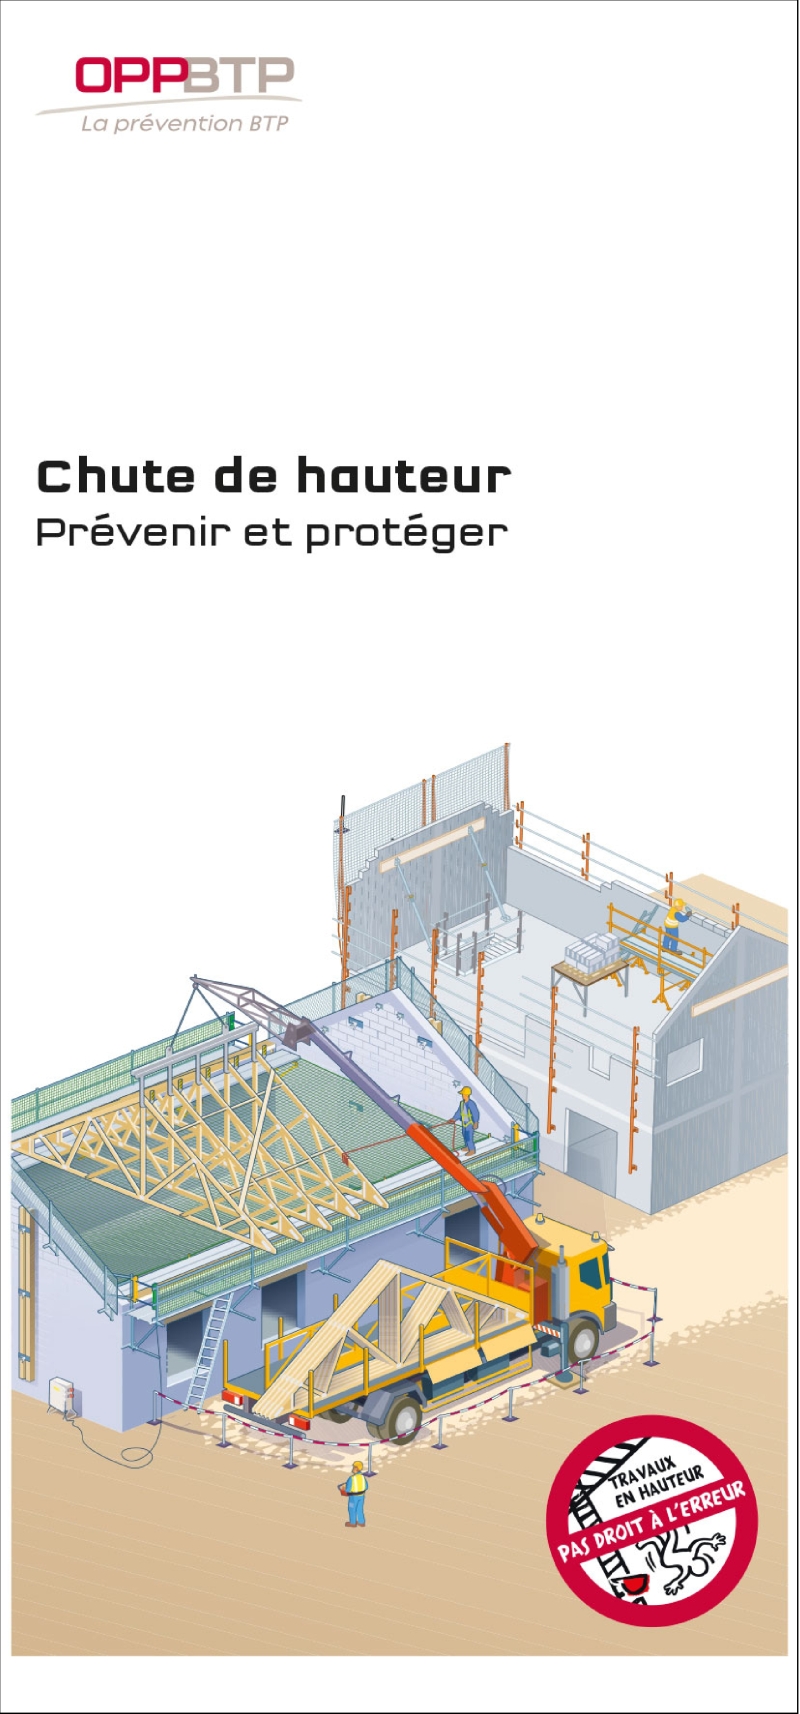 OPPBTP
La prévention BTP
Chute de hauteur
Prévenir et protéger
TRAVAUX
EN HAUTEUR
PAS DROIT À L'ERREUR